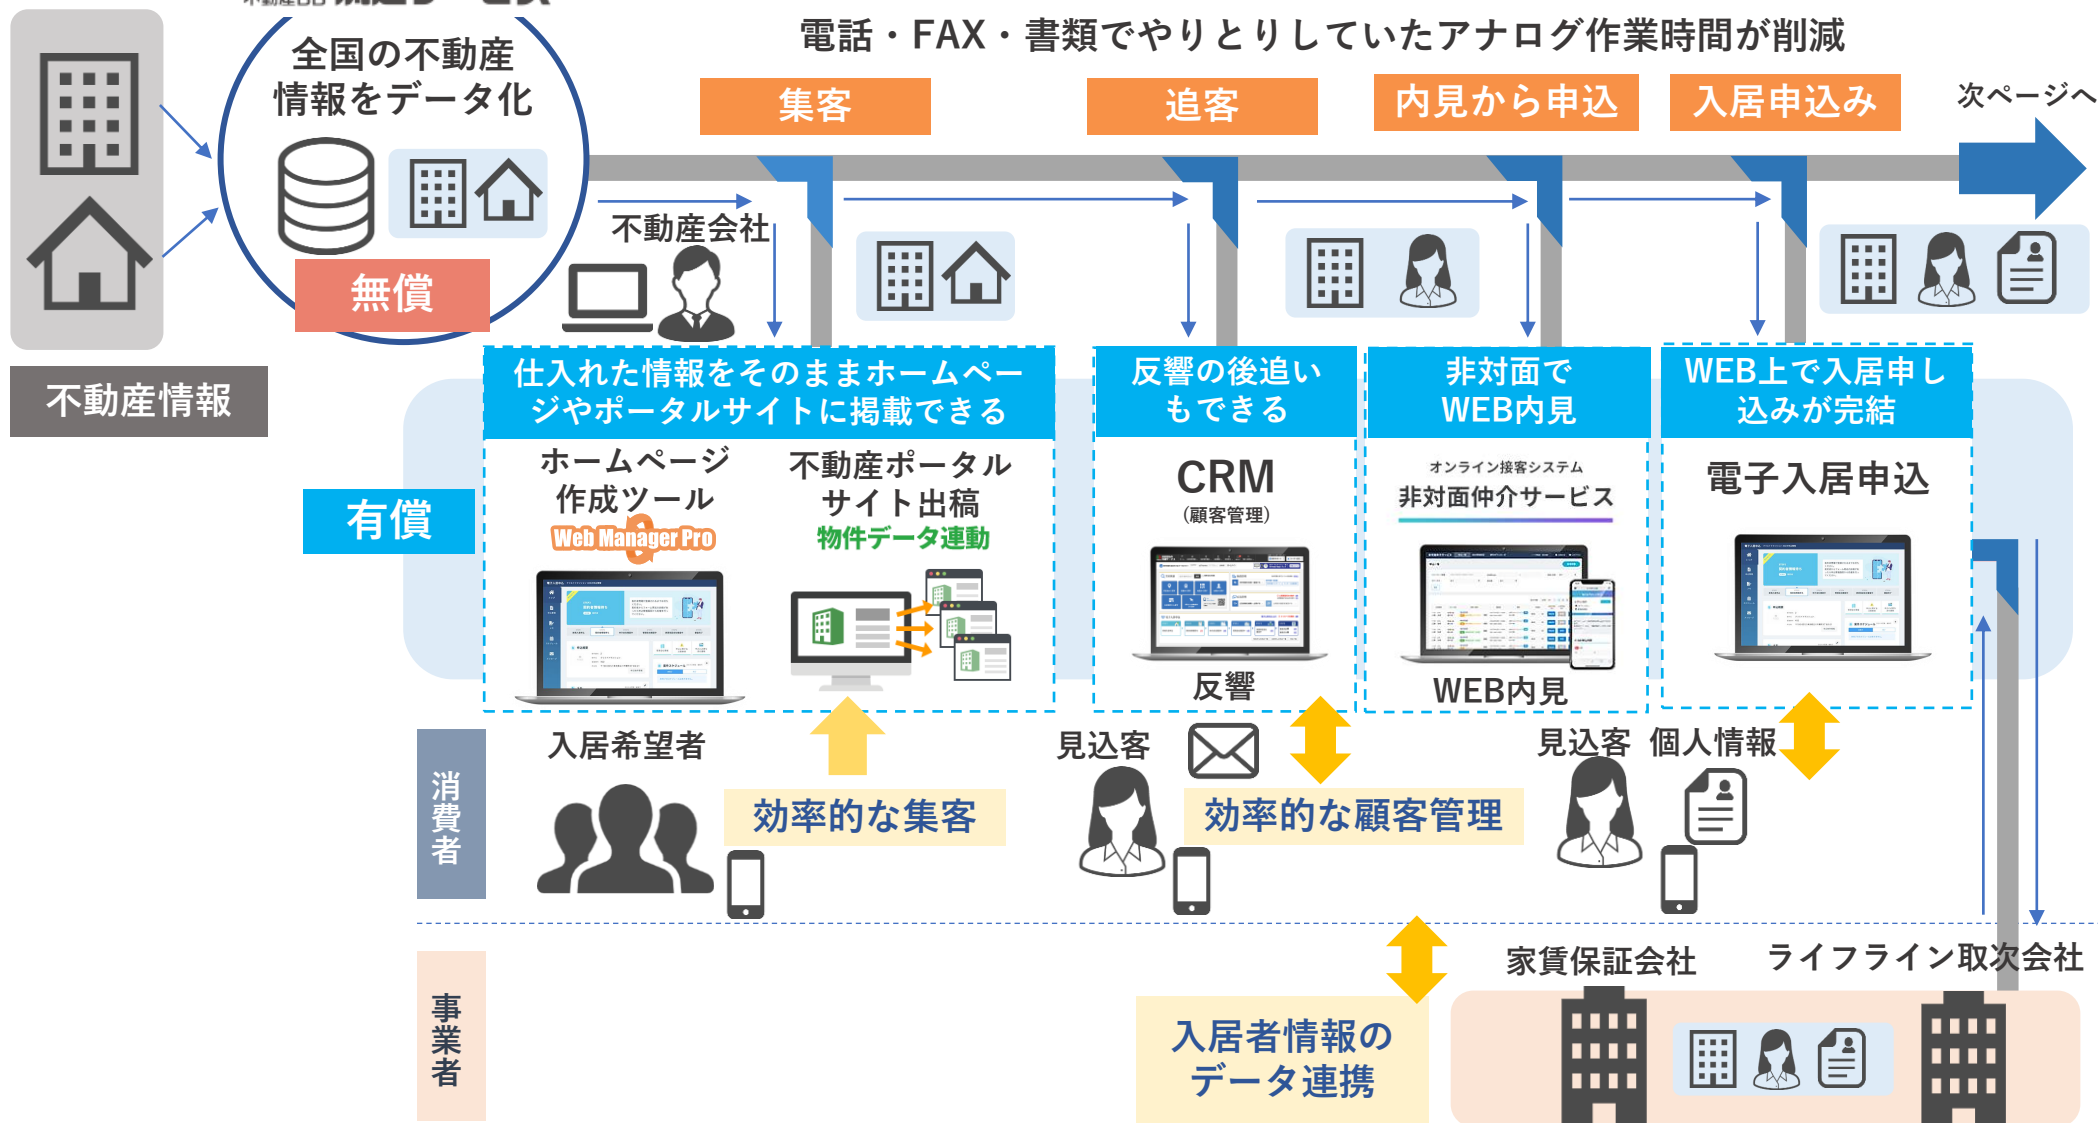 電話・FAX・書類でやりとりしていたアナログ作業時間が削減
全国の不動産
情報をデータ化
無償
不動産情報
集客
追客
内見から申込
入居申込み
次ページへ
不動産会社
有償
仕入れた情報をそのままホームペー
ジやポータルサイトに掲載できる
ホームページ
作成ツール
Web Manager Pro
不動産ポータル
サイト出稿
物件データ連動
反響の後追い
もできる
CRM
(顧客管理)
反響
非対面で
WEB内見
オンライン接客システム
非対面仲介サービス
WEB内見
WEB上で入居申し
込みが完結
電子入居申込
消費者
入居希望者
効率的な集客
見込客
効率的な顧客管理
見込客
個人情報
事業者
入居者情報の
データ連携
家賃保証会社
ライフライン取次会社